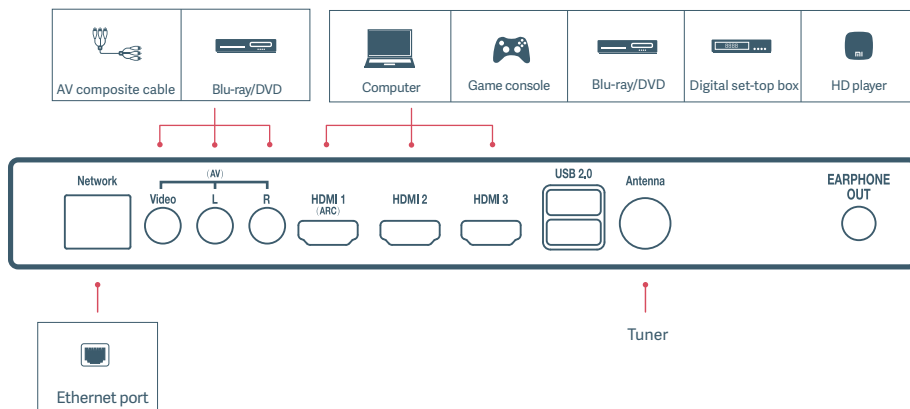 AV composite cable
Blu-ray/DVD
Computer
Game console
Blu-ray/DVD
Digital set-top box
mi
HD player
Network
(AV)
Video
L
R
HDMI 1
(ARC)
HDMI 2
HDMI 3
USB 2.0
Antenna
EARPHONE
OUT
Tuner
Ethernet port